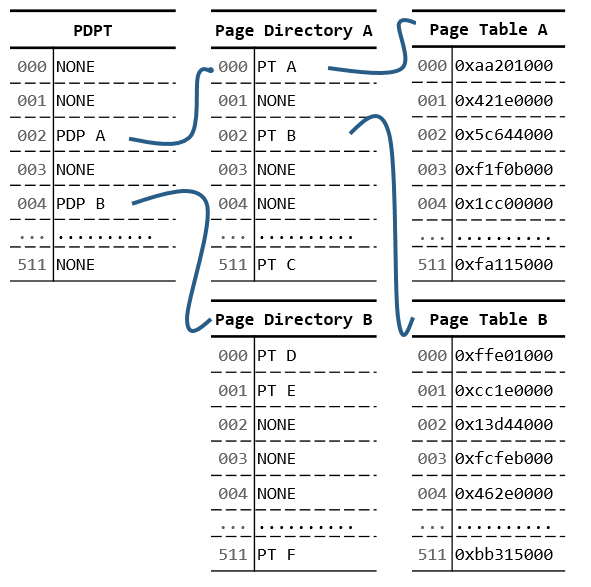 PDPT
000 NONE
001 NONE
002 PDP A
003 NONE
004 PDP B
... ..........
511 NONE
Page Directory A
000 PT A
001 NONE
002 PT B
003 NONE
004 NONE
... ..........
511 PT C
Page Table A
000 0xaa201000
001 0x421e0000
002 0x5c644000
003 0xf1f0b000
004 0x1cc00000
... ..........
511 0xfa115000
Page Directory B
000 PT D
001 PT E
002 NONE
003 NONE
004 NONE
... ..........
511 PT F
Page Table B
000 0xffe01000
001 0xcc1e0000
002 0x13d44000
003 0xfcfeb000
004 0x462e0000
... ..........
511 0xbb315000